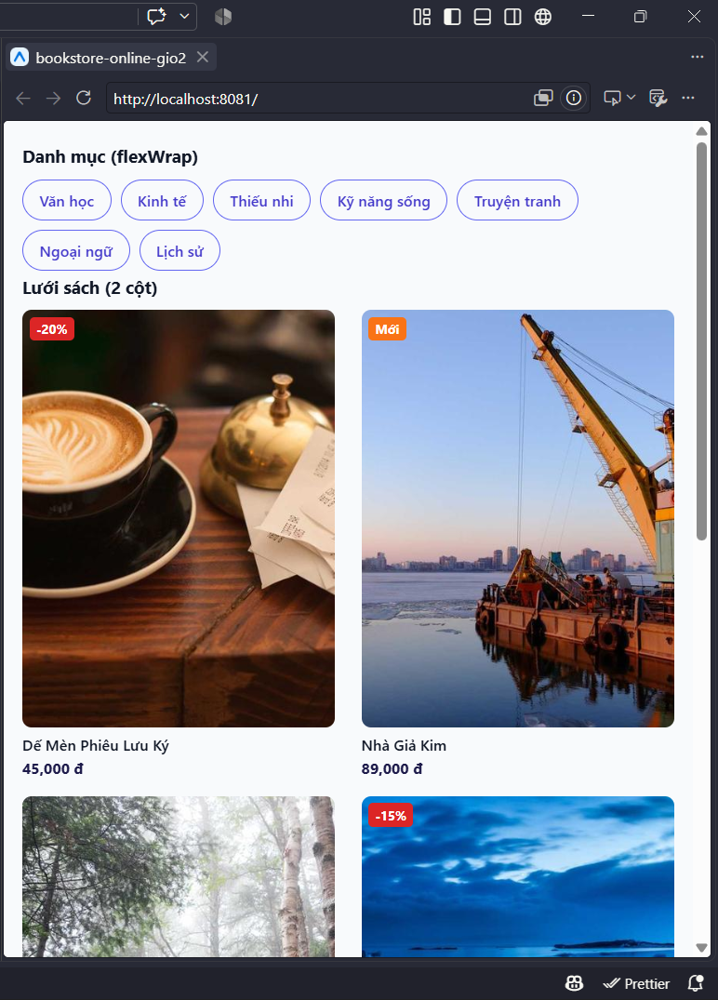 bookstore-online-gio2
http://localhost:8081/
Danh mục (flexWrap)
Văn học
Kinh tế
Thiếu nhi
Kỹ năng sống
Truyện tranh
Ngoại ngữ
Lịch sử
Lưới sách (2 cột)
-20%
Mới
Dế Mèn Phiêu Lưu Ký
Nhà Giả Kim
45,000 đ
89,000 đ
-15%
Prettier